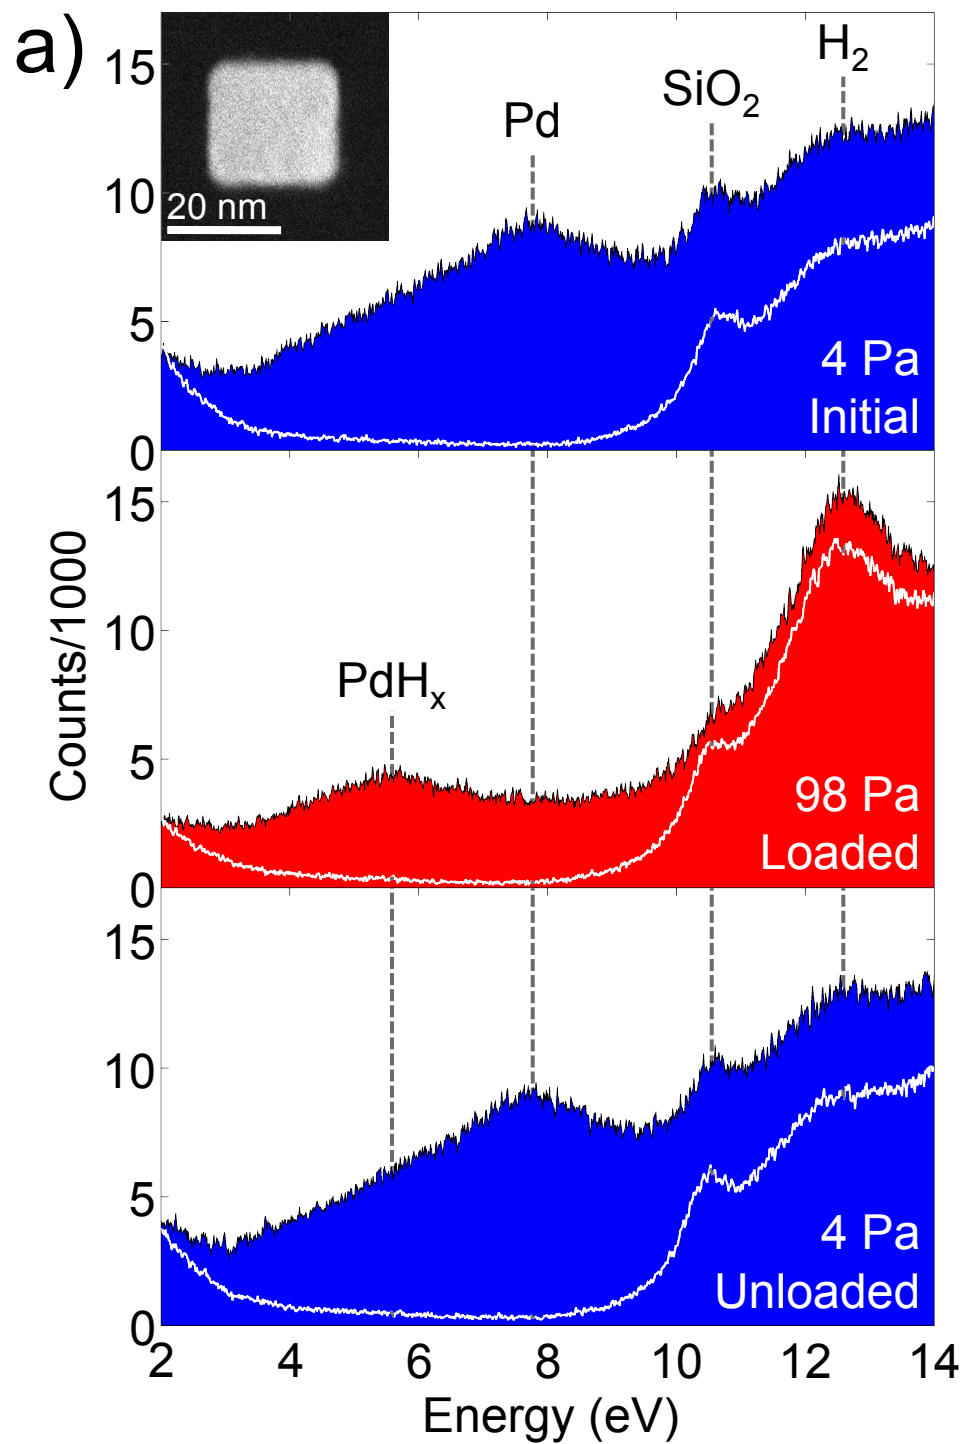 a)
20 nm
Pd
SiO₂
H₂
15
10
5
0
4 Pa
Initial
PdHₓ
15
10
5
0
98 Pa
Loaded
15
10
5
0
4 Pa
Unloaded
Counts/1000
2 4 6 8 10 12 14
Energy (eV)